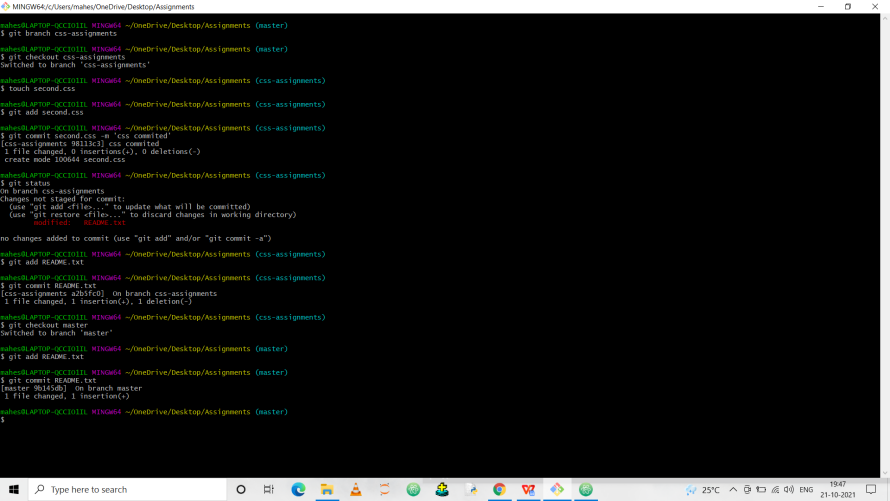 MINGW64:/c/Users/mahes/OneDrive/Desktop/Assignments
mahes@LAPTOP-QCCIO1IL MINGW64 ~/OneDrive/Desktop/Assignments (master)
$ git branch css-assignments
mahes@LAPTOP-QCCIO1IL MINGW64 ~/OneDrive/Desktop/Assignments (master)
$ git checkout css-assignments
Switched to branch 'css-assignments'
mahes@LAPTOP-QCCIO1IL MINGW64 ~/OneDrive/Desktop/Assignments (css-assignments)
$ touch second.css
mahes@LAPTOP-QCCIO1IL MINGW64 ~/OneDrive/Desktop/Assignments (css-assignments)
$ git add second.css
mahes@LAPTOP-QCCIO1IL MINGW64 ~/OneDrive/Desktop/Assignments (css-assignments)
$ git commit second.css -m 'css commited'
[css-assignments 98113c3] css commited
1 file changed, 0 insertions(+), 0 deletions(-)
create mode 100644 second.css
mahes@LAPTOP-QCCIO1IL MINGW64 ~/OneDrive/Desktop/Assignments (css-assignments)
$ git status
On branch css-assignments
Changes not staged for commit:
(use "git add <file>..." to update what will be committed)
(use "git restore <file>..." to discard changes in working directory)
modified: README.txt
no changes added to commit (use "git add" and/or "git commit -a")
mahes@LAPTOP-QCCIO1IL MINGW64 ~/OneDrive/Desktop/Assignments (css-assignments)
$ git add README.txt
mahes@LAPTOP-QCCIO1IL MINGW64 ~/OneDrive/Desktop/Assignments (css-assignments)
$ git commit README.txt
[css-assignments a2b5fc0] On branch css-assignments
1 file changed, 1 insertion(+), 1 deletion(-)
mahes@LAPTOP-QCCIO1IL MINGW64 ~/OneDrive/Desktop/Assignments (css-assignments)
$ git checkout master
Switched to branch 'master'
mahes@LAPTOP-QCCIO1IL MINGW64 ~/OneDrive/Desktop/Assignments (master)
$ git add README.txt
mahes@LAPTOP-QCCIO1IL MINGW64 ~/OneDrive/Desktop/Assignments (master)
$ git commit README.txt
[master 9b145db] On branch master
1 file changed, 1 insertion(+)
mahes@LAPTOP-QCCIO1IL MINGW64 ~/OneDrive/Desktop/Assignments (master)
$
Type here to search
25°C
ENG
19:47
21-10-2021